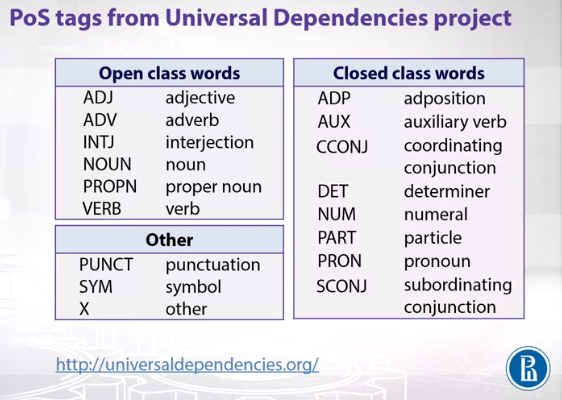 PoS tags from Universal Dependencies project
Open class words
ADJ adjective
ADV adverb
INTJ interjection
NOUN noun
PROPN proper noun
VERB verb
Other
PUNCT punctuation
SYM symbol
X other
Closed class words
ADP adposition
AUX auxiliary verb
CCONJ coordinating
conjunction
DET determiner
NUM numeral
PART particle
PRON pronoun
SCONJ subordinating
conjunction
http://universaldependencies.org/